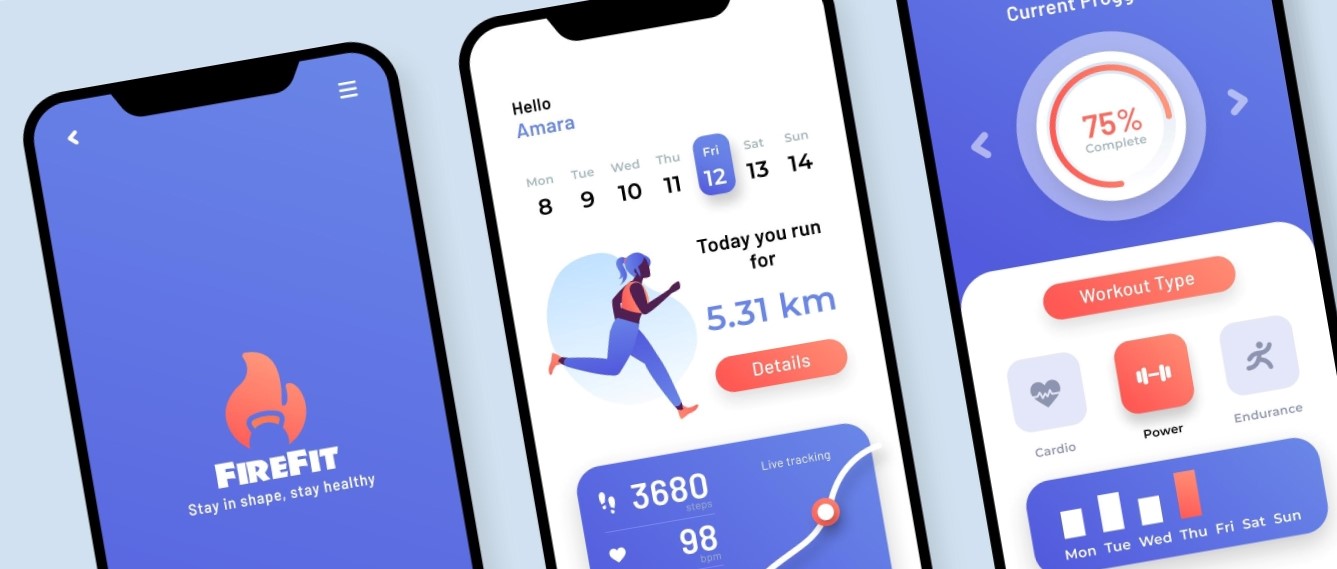 FIREFIT
Stay in shape, stay healthy
Hello
Amara
Mon Tue Wed Thu Fri Sat Sun
8 9 10 11 12 13 14
Today you run
for
5.31 km
Details
3680
steps
98
bpm
Live tracking
Current
75%
Complete
Workout Type
Cardio Power Endurance
Mon Tue Wed Thu Fri Sat Sun